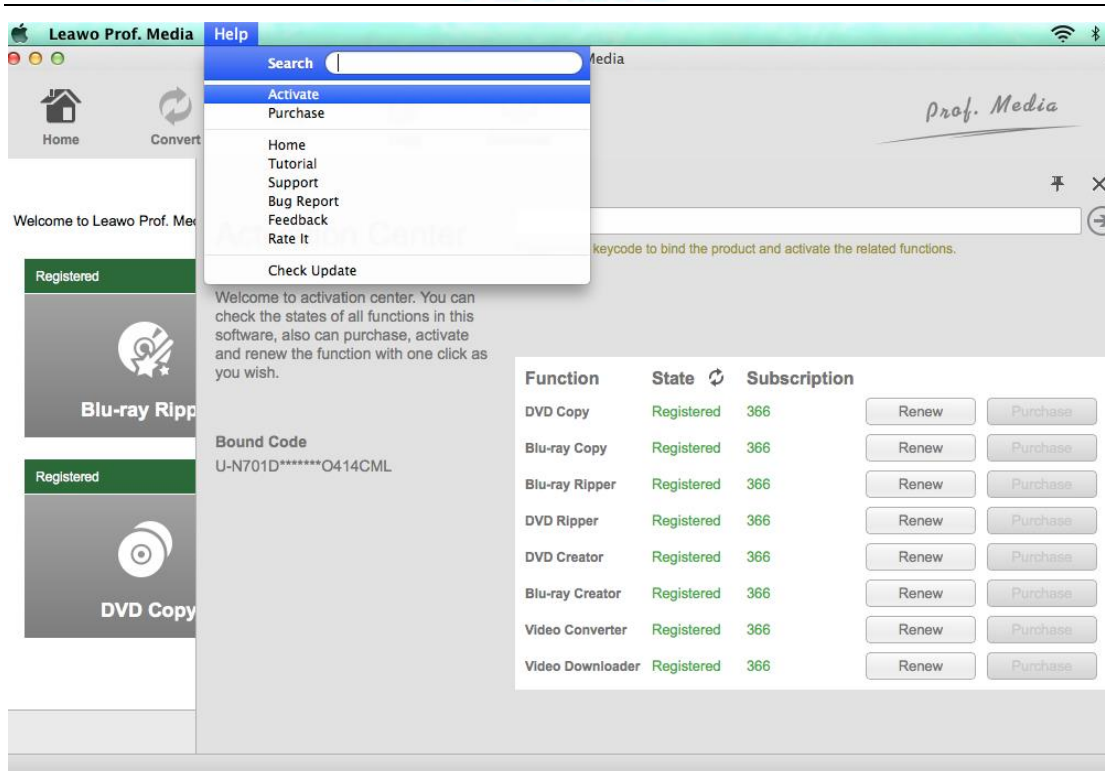 Leawo Prof. Media Help
Media
Search
Activate
Purchase
Home
Tutorial
Support
Bug Report
Feedback
Rate It
Check Update
Home
Convert
Prof. Media
Welcome to Leawo Prof. Med
Activation Center
keycode to bind the product and activate the related functions.
Registered
Blu-ray Ripp
Registered
DVD Copy
Welcome to activation center. You can
check the states of all functions in this
software, also can purchase, activate
and renew the function with one click as
you wish.
Bound Code
U-N701D*******O414CML
Function State Subscription
DVD Copy Registered 366 Renew Purchase
Blu-ray Copy Registered 366 Renew Purchase
Blu-ray Ripper Registered 366 Renew Purchase
DVD Ripper Registered 366 Renew Purchase
DVD Creator Registered 366 Renew Purchase
Blu-ray Creator Registered 366 Renew Purchase
Video Converter Registered 366 Renew Purchase
Video Downloader Registered 366 Renew Purchase